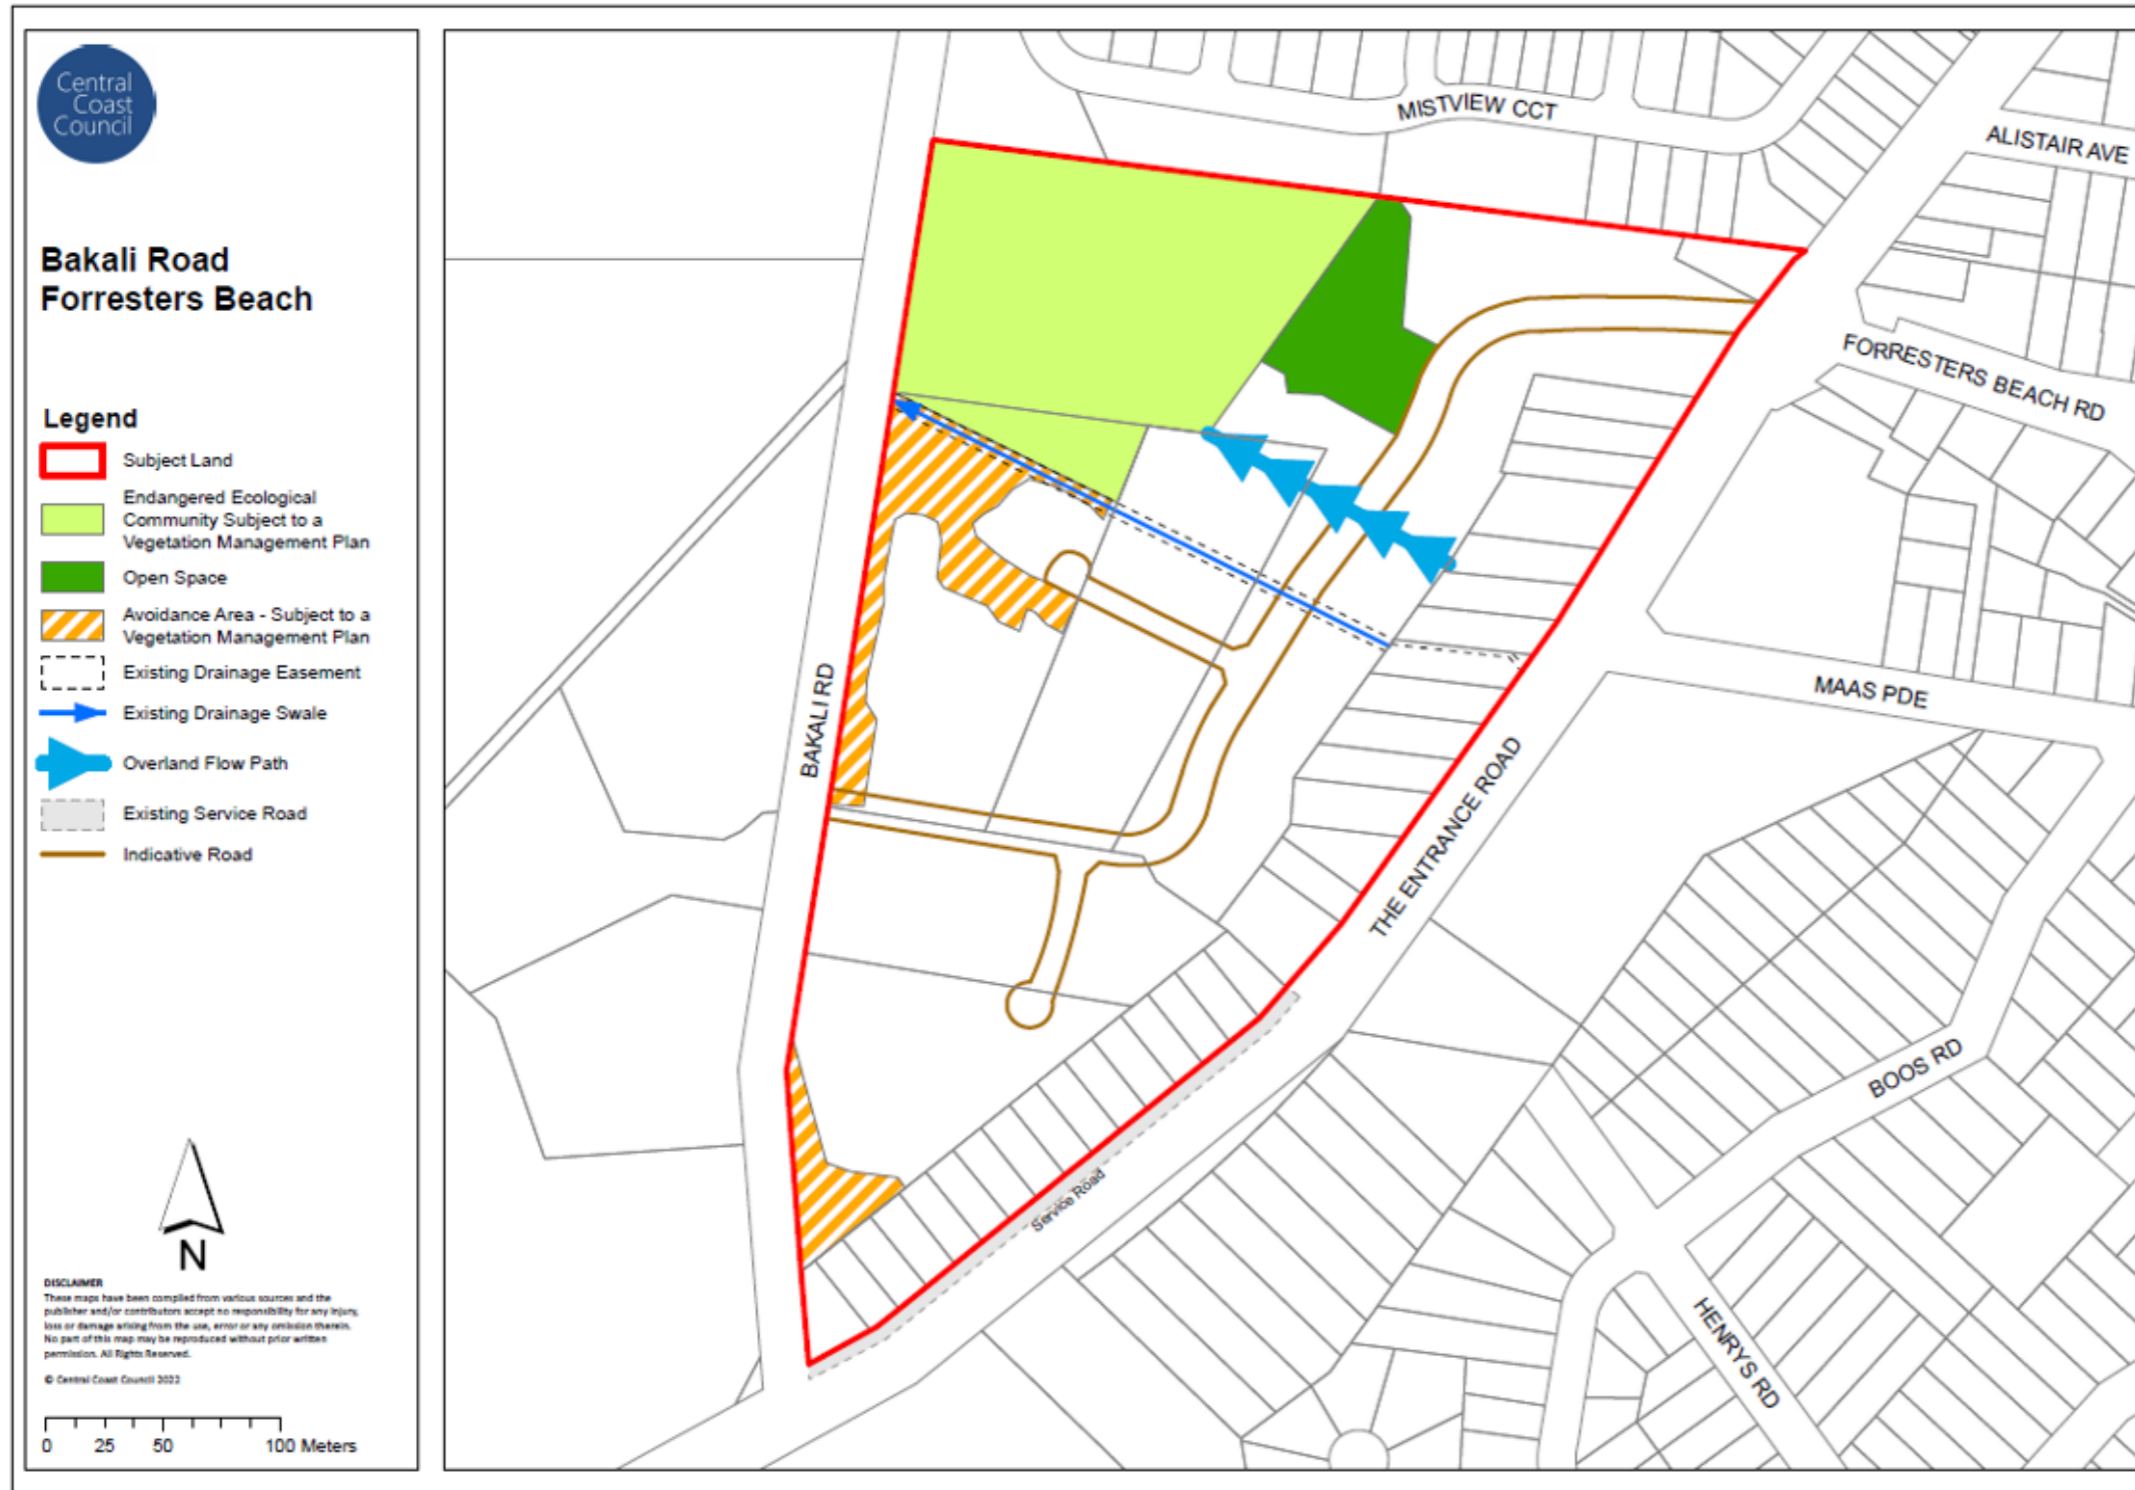 Central
Coast
Council
Bakali Road
Forresters Beach
Legend
Subject Land
Endangered Ecological
Community Subject to a
Vegetation Management Plan
Open Space
Avoidance Area - Subject to a
Vegetation Management Plan
Existing Drainage Easement
Existing Drainage Swale
Overland Flow Path
Existing Service Road
Indicative Road
N
DISCLAIMER
These maps have been compiled from various sources and the
publisher and/or contributors accept no responsibility for any injury,
loss or damage arising from the use, error or any omission therein.
No part of this map may be reproduced without prior written
permission. All Rights Reserved.
© Central Coast Council 2022
0 25 50 100 Meters
MISTVIEW CCT
ALISTAIR AVE
FORRESTERS BEACH RD
MAAS PDE
BAKALI RD
THE ENTRANCE ROAD
BOOS RD
Service Road
HENRYS RD